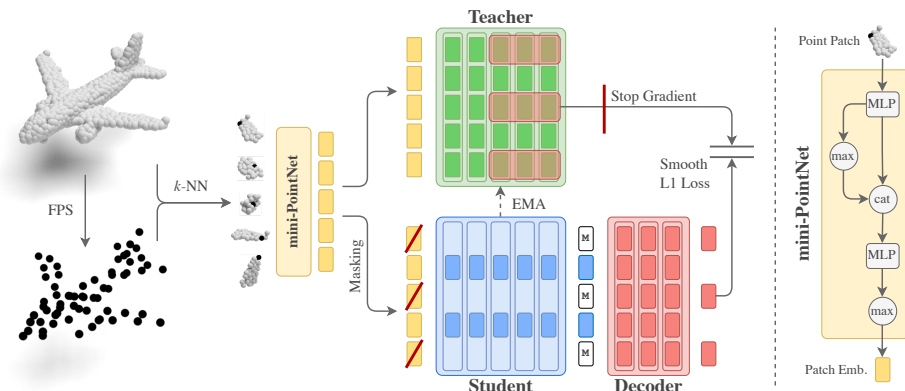 Teacher
Point Patch
Stop Gradient
MLP
k-NN
mini-PointNet
max
Smooth
L1 Loss
mini-PointNet
FPS
EMA
cat
Masking
M
MLP
M
max
M
Student
Decoder
Patch Emb.